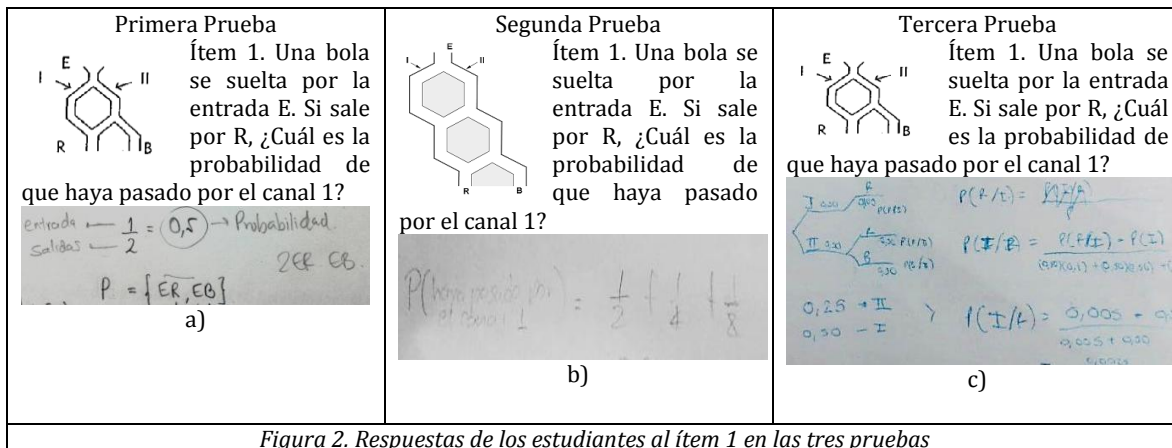 Primera Prueba
E
I
II
R
B
Ítem 1. Una bola
se suelta por la
entrada E. Si sale
por R, ¿Cuál es la
probabilidad de
que haya pasado por el canal 1?
entrada
salidas
1/2 = 0,5 → Probabilidad.
2ER EB.
P = {ER, EB}
a)
Segunda Prueba
E
I
II
R
B
Ítem 1. Una bola se
suelta por la
entrada E. Si sale
por R, ¿Cuál es la
probabilidad de
que haya pasado
por el canal 1?
P(haya pasado por
el canal 1
= 1/2 + 1/4 + 1/8
b)
Tercera Prueba
E
I
II
R
B
Ítem 1. Una bola se
suelta por la entrada
E. Si sale por R, ¿Cuál
es la probabilidad de
que haya pasado por el canal 1?
I 0,50
R
II 0,50
R
B
P(R/I) =
0,25 → II
0,50 – I
P(I/R) = 0,005
0,005 + 0,50
c)
Figura 2. Respuestas de los estudiantes al ítem 1 en las tres pruebas